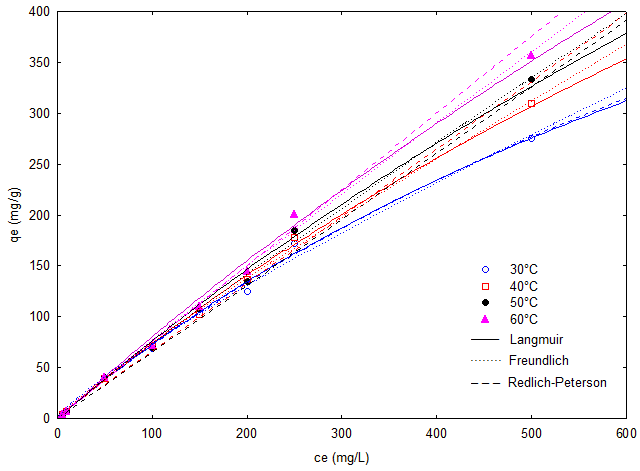 400
350
300
250
200
150
100
50
0
qe (mg/g)
30°C
40°C
50°C
60°C
Langmuir
Freundlich
Redlich-Peterson
0 100 200 300 400 500 600
ce (mg/L)